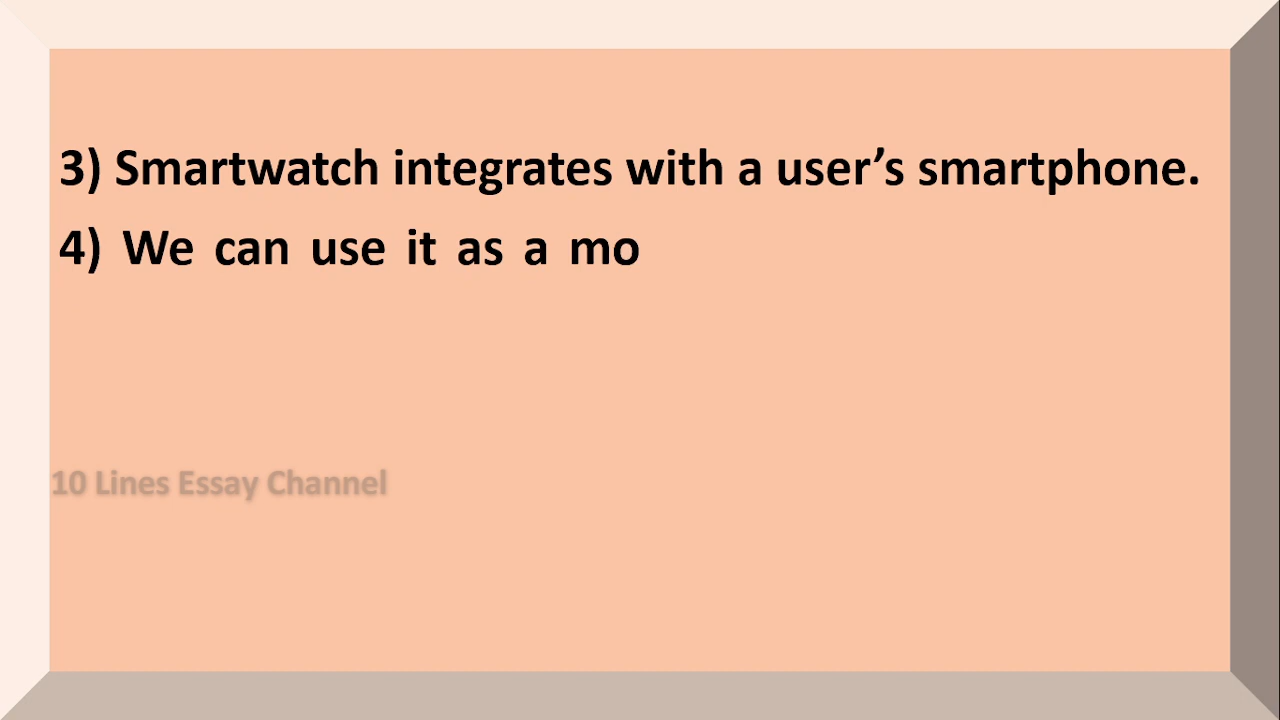 3) Smartwatch integrates with a user’s smartphone.
4) We can use it as a mo
10 Lines Essay Channel